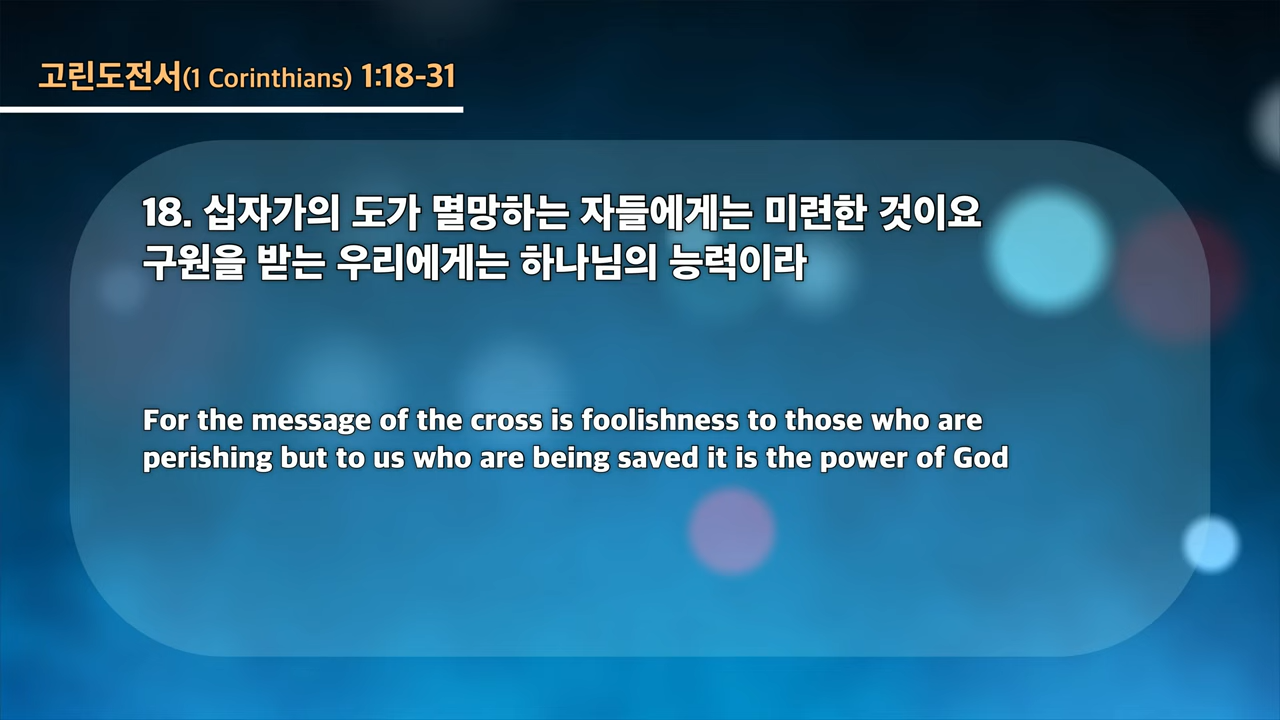 고린도전서(1 Corinthians) 1:18-31
18. 십자가의 도가 멸망하는 자들에게는 미련한 것이요
구원을 받는 우리에게는 하나님의 능력이라
For the message of the cross is foolishness to those who are
perishing but to us who are being saved it is the power of God